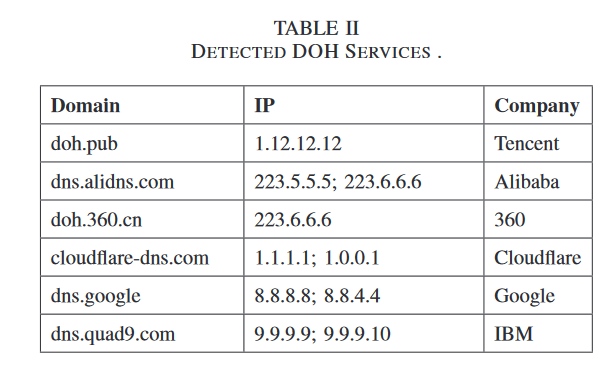 TABLE II
DETECTED DOH SERVICES .
Domain IP Company
doh.pub 1.12.12.12 Tencent
dns.alidns.com 223.5.5.5; 223.6.6.6 Alibaba
doh.360.cn 223.6.6.6 360
cloudflare-dns.com 1.1.1.1; 1.0.0.1 Cloudflare
dns.google 8.8.8.8; 8.8.4.4 Google
dns.quad9.com 9.9.9.9; 9.9.9.10 IBM